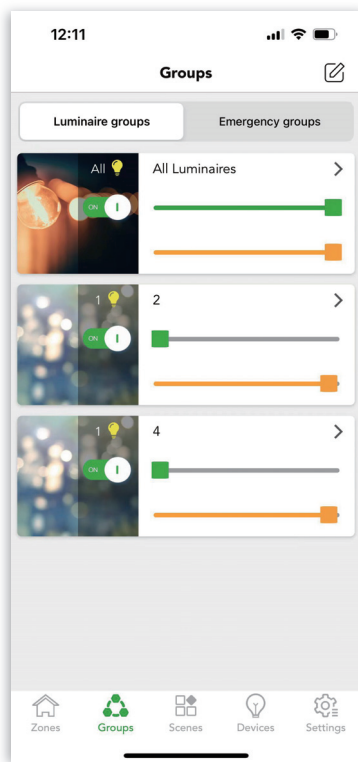 12:11
Groups
Luminaire groups Emergency groups
All All Luminaires
ON
1 2
ON
1 4
ON
Zones Groups Scenes Devices Settings